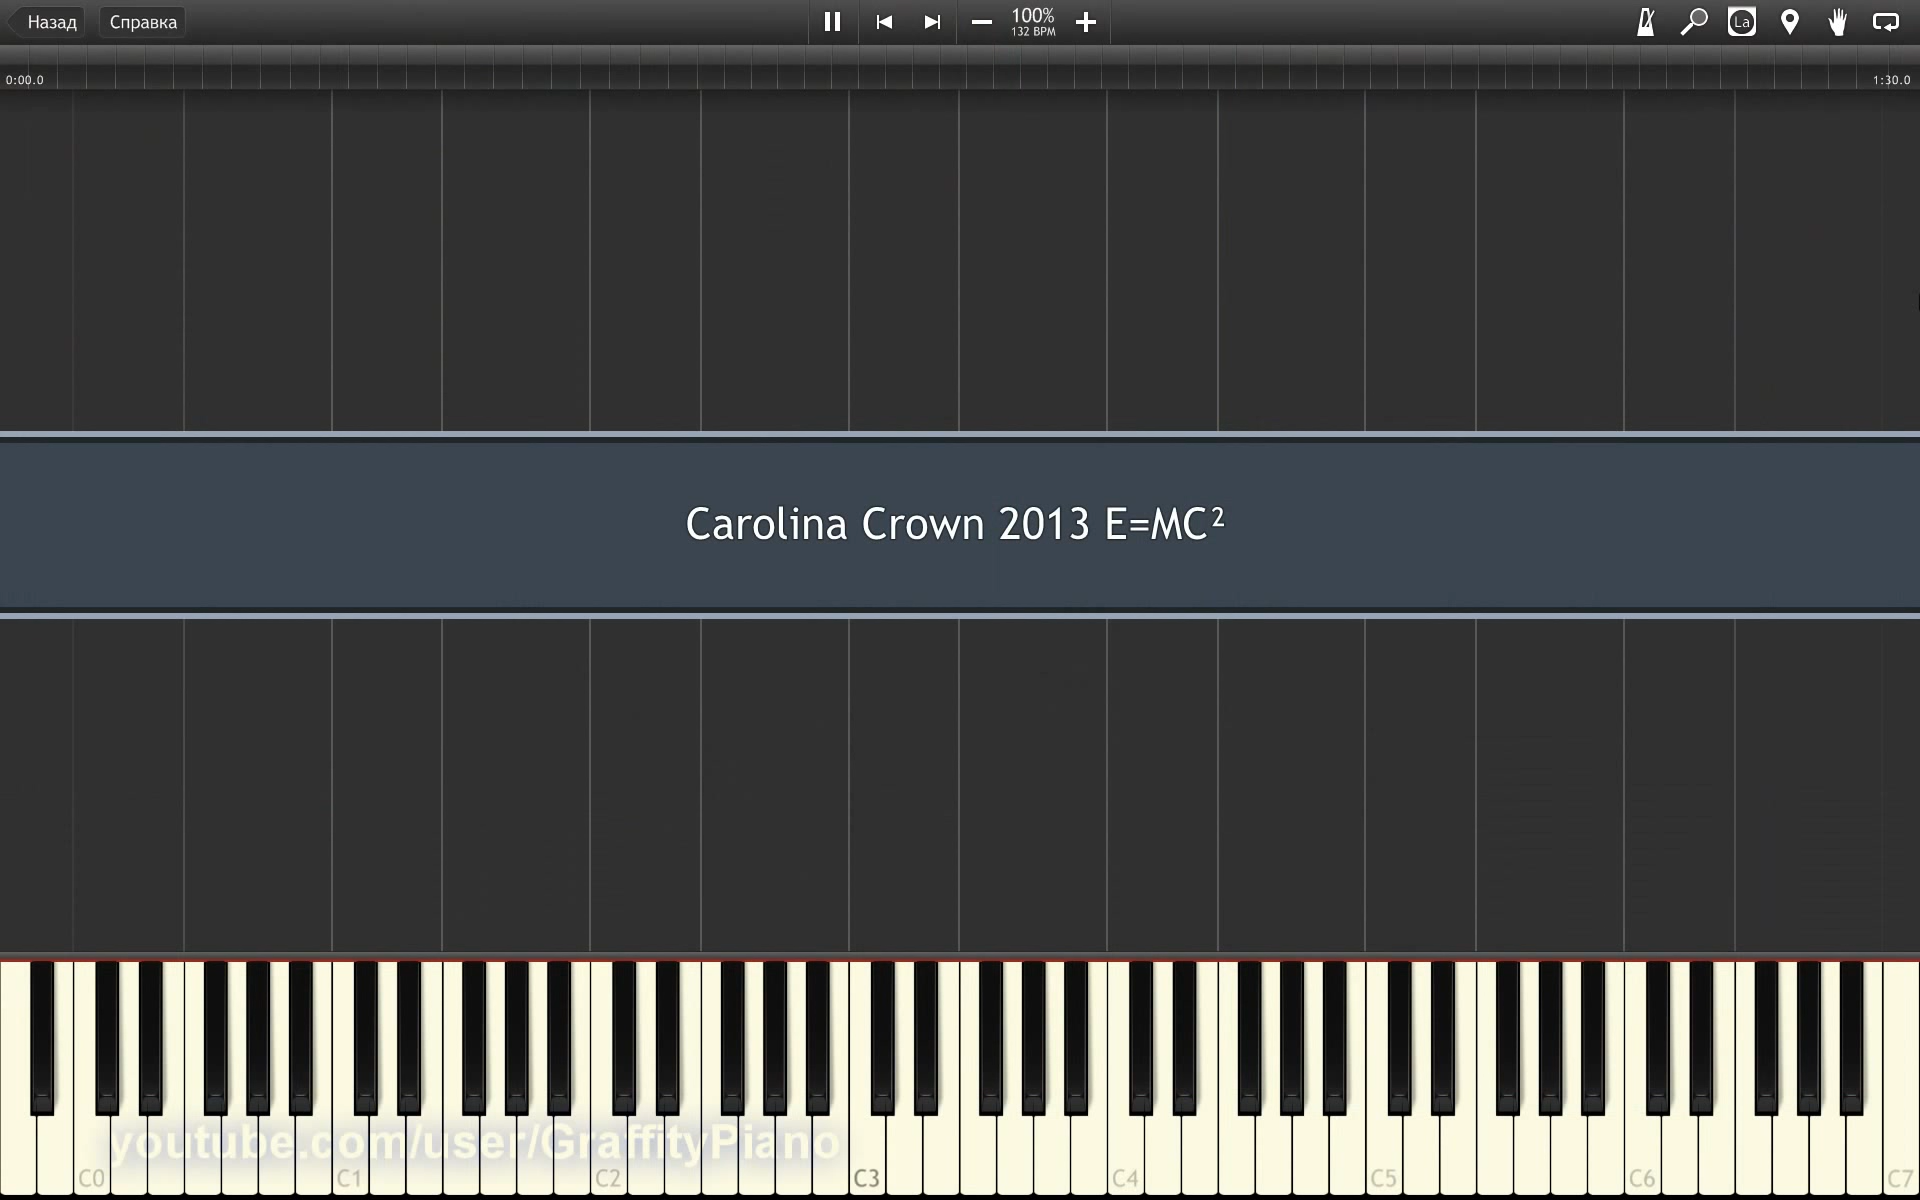 Назад Справка
100%
132 BPM
La
0:00.0 1:30.0
Carolina Crown 2013 E=MC²
youtube.com/user/GraffityPiano
C0 C1 C2 C3 C4 C5 C6 C7